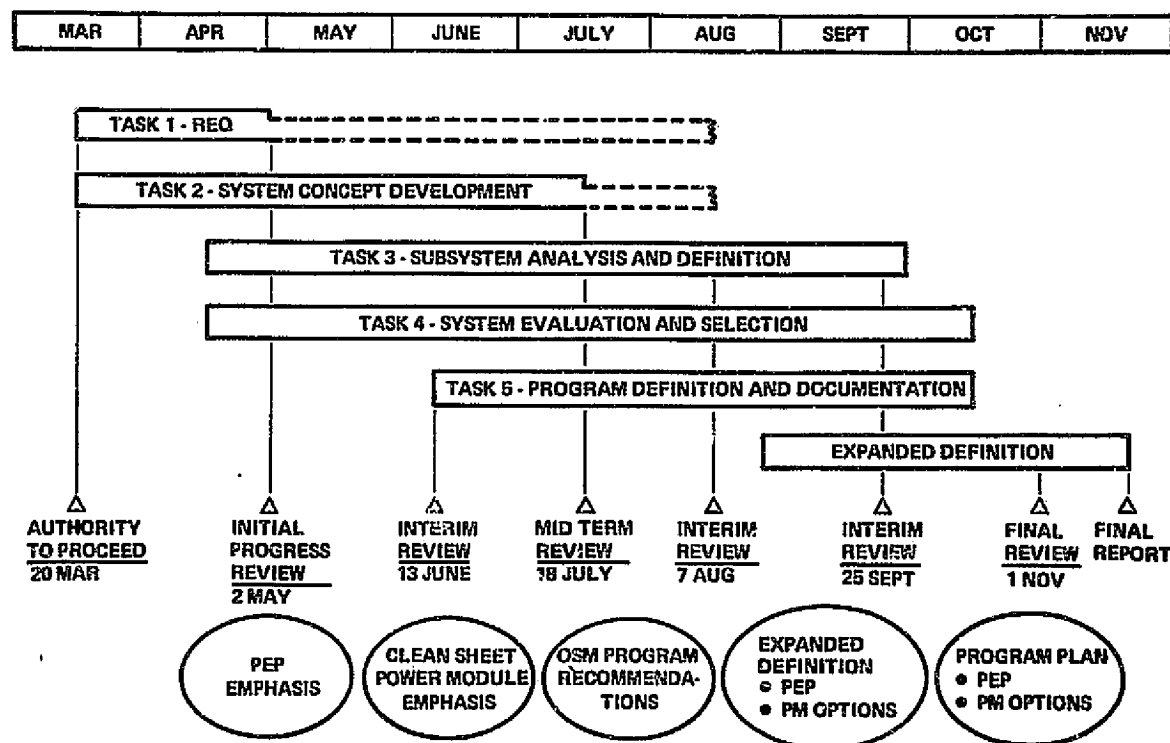 MAR APR MAY JUNE JULY AUG SEPT OCT NOV
TASK 1 - REQ
TASK 2 - SYSTEM CONCEPT DEVELOPMENT
TASK 3 - SUBSYSTEM ANALYSIS AND DEFINITION
TASK 4 - SYSTEM EVALUATION AND SELECTION
TASK 5 - PROGRAM DEFINITION AND DOCUMENTATION
EXPANDED DEFINITION
AUTHORITY
TO PROCEED
20 MAR
INITIAL
PROGRESS
REVIEW
2 MAY
INTERIM
REVIEW
13 JUNE
MID TERM
REVIEW
18 JULY
INTERIM
REVIEW
7 AUG
INTERIM
REVIEW
25 SEPT
FINAL
REVIEW
1 NOV
FINAL
REPORT
PEP
EMPHASIS
CLEAN SHEET
POWER MODULE
EMPHASIS
OSM PROGRAM
RECOMMENDA-
TIONS
EXPANDED
DEFINITION
• PEP
• PM OPTIONS
PROGRAM PLAN
• PEP
• PM OPTIONS